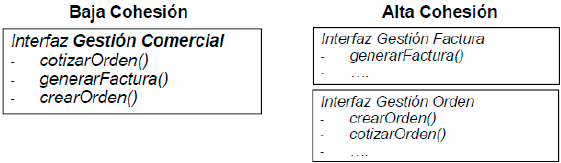 Baja Cohesión
Interfaz Gestión Comercial
- cotizarOrden()
- generarFactura()
- crearOrden()
Alta Cohesión
Interfaz Gestión Factura
- generarFactura()
- ....
Interfaz Gestión Orden
- crearOrden()
- cotizarOrden()
- ....